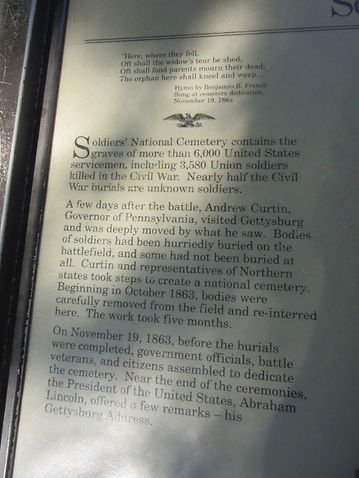 "Here, where they fell,
Oft shall the widow's tear be shed,
Oft shall fond parents mourn their dead;
The orphan here shall kneel and weep...
Hymn by Benjamin B. French
Sung at cemetery dedication,
November 19, 1863
Soldiers' National Cemetery contains the
graves of more than 6,000 United States
servicemen, including 3,580 Union soldiers
killed in the Civil War. Nearly half the Civil
War burials are unknown soldiers.
A few days after the battle, Andrew Curtin,
Governor of Pennsylvania, visited Gettysburg
and was deeply moved by what he saw. Bodies
of soldiers had been hurriedly buried on the
battlefield, and some had not been buried at
all. Curtin and representatives of Northern
states took steps to create a national cemetery.
Beginning in October 1863, bodies were
carefully removed from the field and re-interred
here. The work took five months.
On November 19, 1863, before the burials
were completed, government officials, battle
veterans, and citizens assembled to dedicate
the cemetery. Near the end of the ceremonies,
the President of the United States, Abraham
Lincoln, offered a few remarks – his
Gettysburg Address.